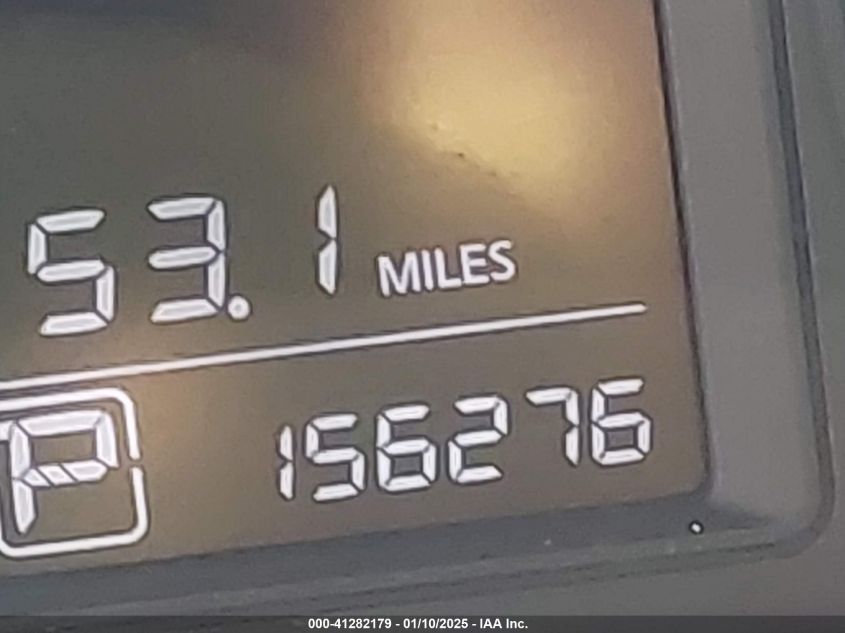 53.1 MILES
P 156276
000-41282179 - 01/10/2025 - IAA Inc.